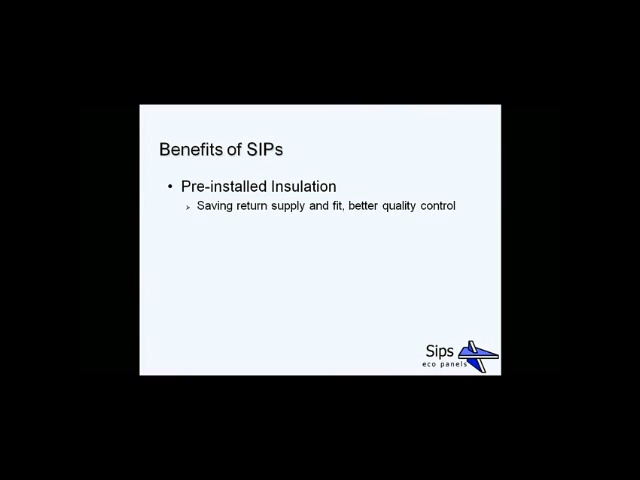 Benefits of SIPs
• Pre-installed Insulation
➢ Saving return supply and fit, better quality control
Sips
eco panels